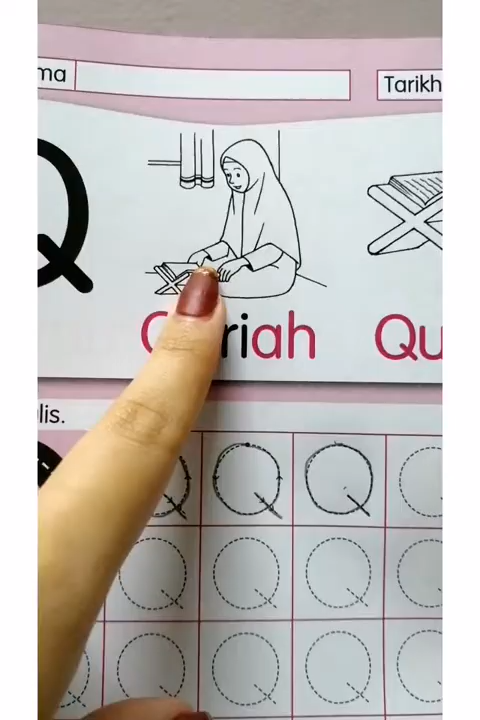 ma
Tarikh
Q
riah
Qu
lis.
Q Q Q
Q Q Q
Q Q Q